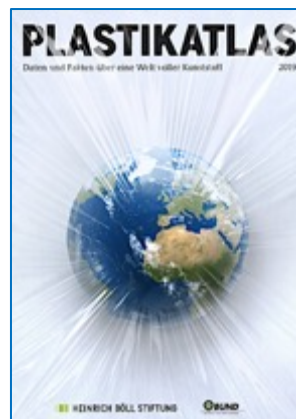 PLASTIKATLAS
Daten und Fakten über eine Welt voller Kunststoff 2019
HEINRICH BÖLL STIFTUNG BUND